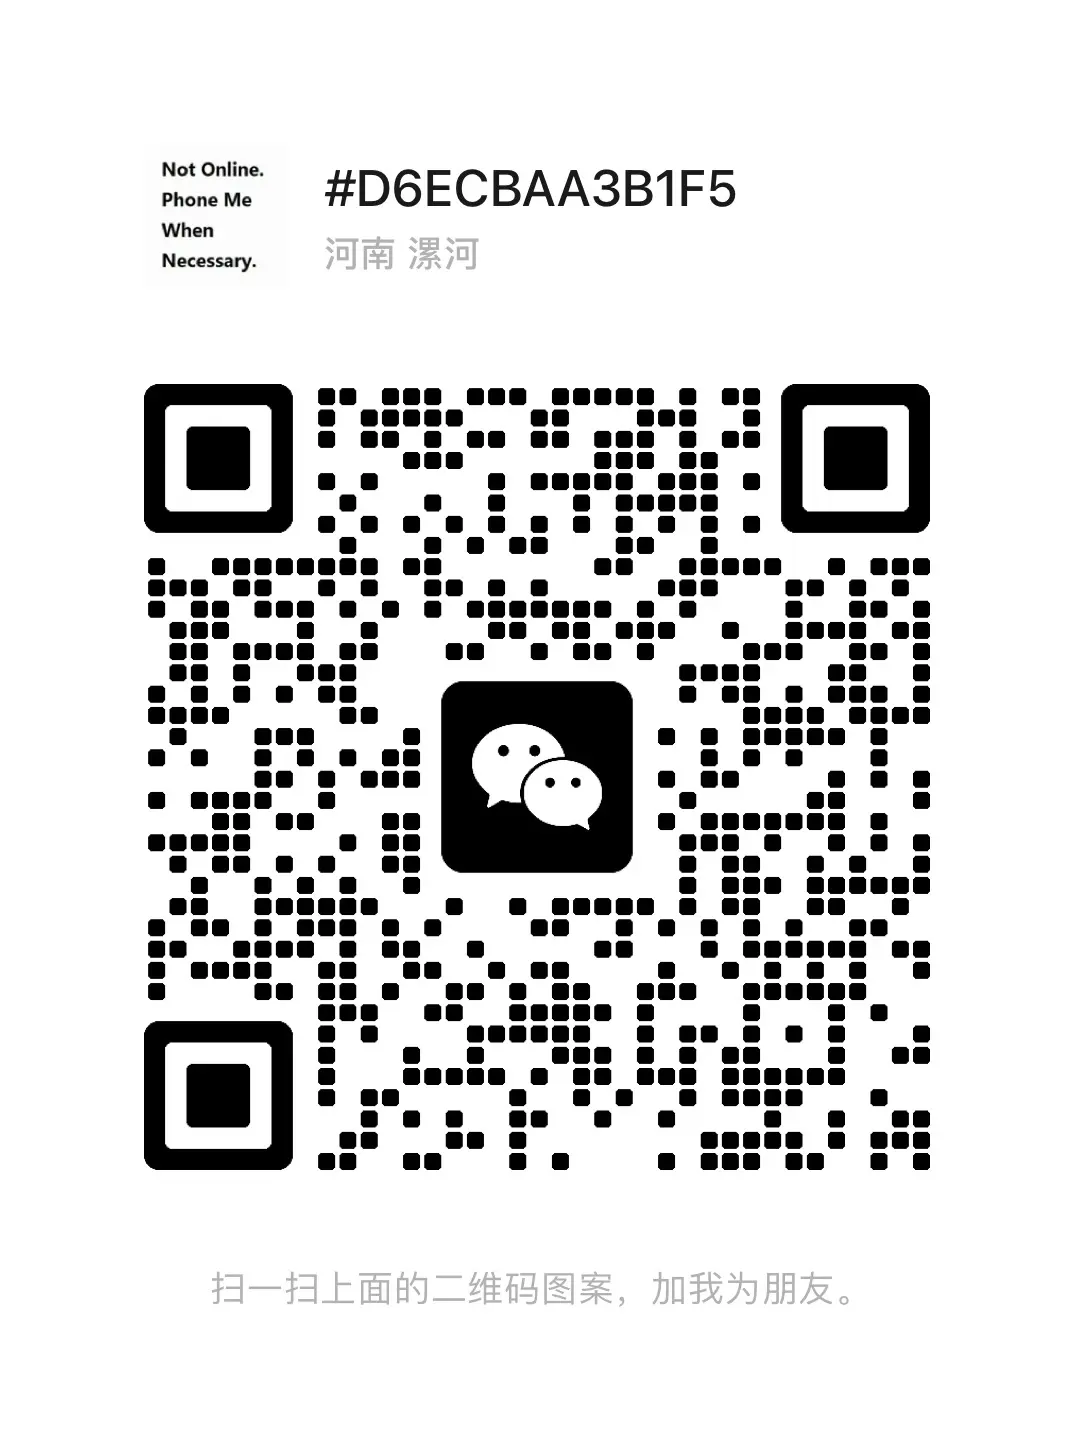 Not Online.
Phone Me
When
Necessary.
#D6ECBAA3B1F5
河南 漯河
扫一扫上面的二维码图案，加我为朋友。